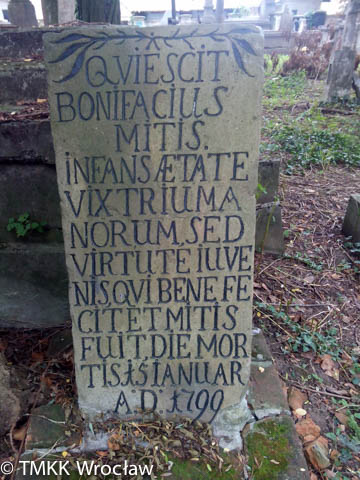 QVIESCIT
BONIFACIUS
MITIS.
INFANS ÆTATE
VIX TRIUM A
NORUM, SED
VIRTUTE IUVE
NIS, QVI BENE FE
CIT ET MITIS
FUIT, DIE MOR
TIS 15 IANUAR
A. D. 1799
© TMKK Wrocław